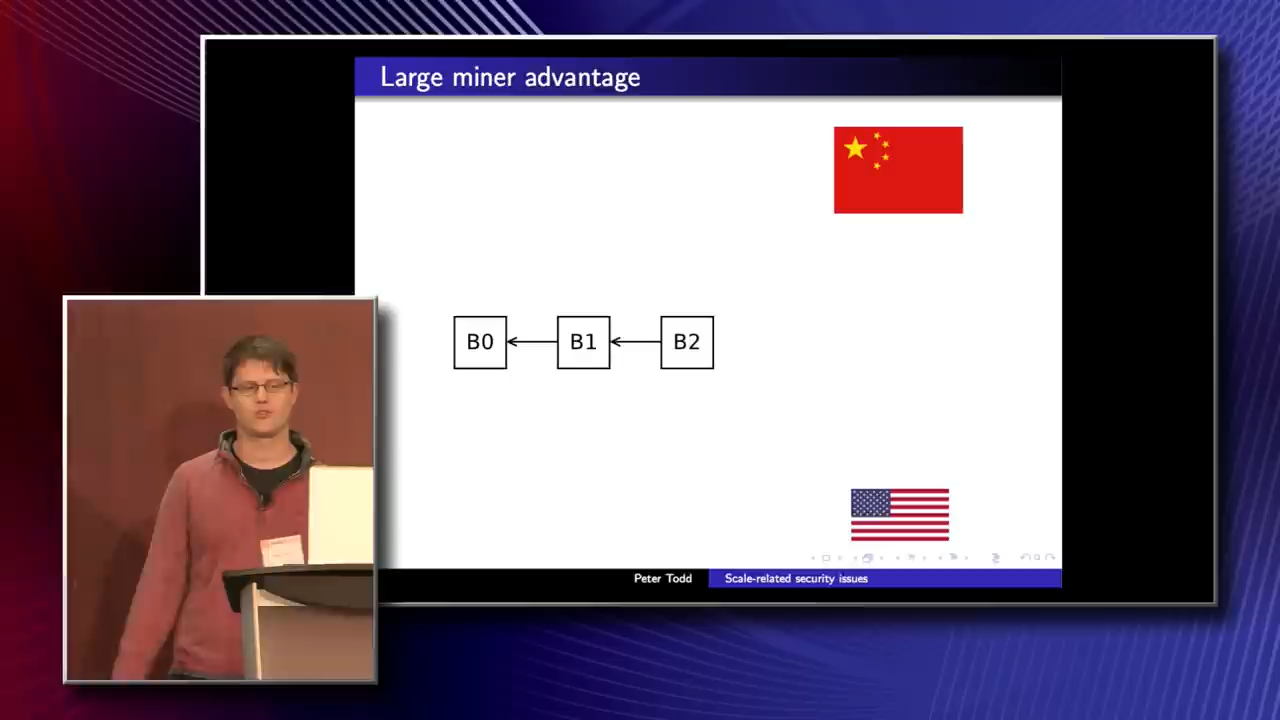 Large miner advantage
B0
B1
B2
Peter Todd
Scale-related security issues